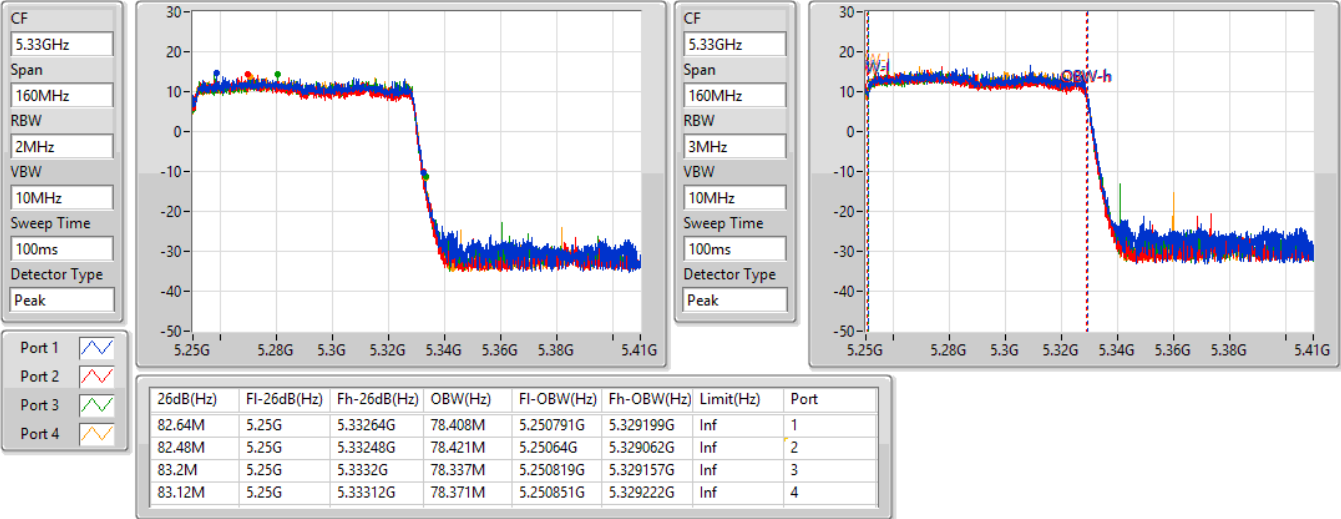 CF
5.33GHz
Span
160MHz
RBW
2MHz
VBW
10MHz
Sweep Time
100ms
Detector Type
Peak
30
20
10
0
-10
-20
-30
-40
-50
5.25G 5.28G 5.3G 5.32G 5.34G 5.36G 5.38G 5.41G
CF
5.33GHz
Span
160MHz
RBW
3MHz
VBW
10MHz
Sweep Time
100ms
Detector Type
Peak
30
20
10
0
-10
-20
-30
-40
-50
OBW-h
5.25G 5.28G 5.3G 5.32G 5.34G 5.36G 5.38G 5.41G
Port 1
Port 2
Port 3
Port 4
26dB(Hz) Fl-26dB(Hz) Fh-26dB(Hz) OBW(Hz) Fl-OBW(Hz) Fh-OBW(Hz) Limit(Hz) Port
82.64M 5.25G 5.33264G 78.408M 5.250791G 5.329199G Inf 1
82.48M 5.25G 5.33248G 78.421M 5.25064G 5.329062G Inf 2
83.2M 5.25G 5.3332G 78.337M 5.250819G 5.329157G Inf 3
83.12M 5.25G 5.33312G 78.371M 5.250851G 5.329222G Inf 4